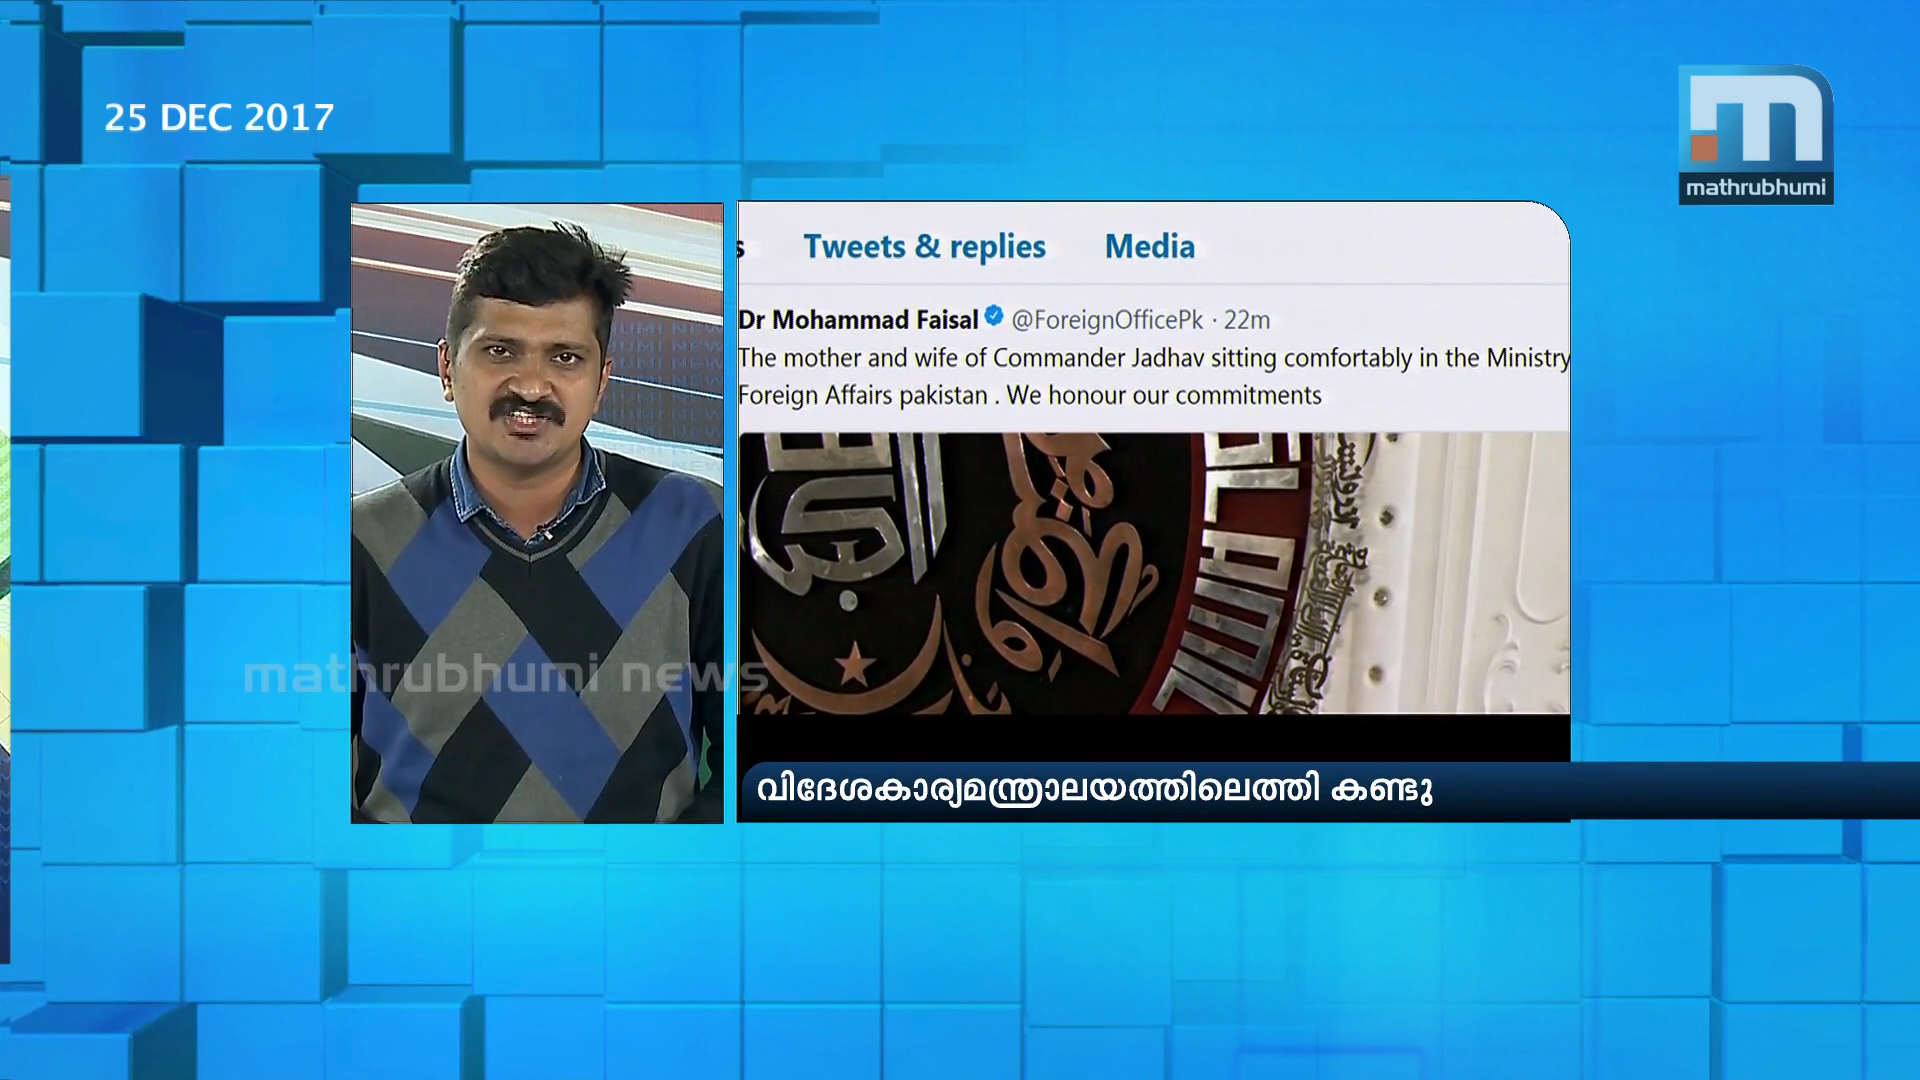 25 DEC 2017
mathrubhumi
s Tweets & replies Media
Dr Mohammad Faisal @ForeignOfficePk · 22m
The mother and wife of Commander Jadhav sitting comfortably in the Ministry
Foreign Affairs pakistan . We honour our commitments
mathrubhumi news
വിദേശകാര്യമന്ത്രാലയത്തിലെത്തി കണ്ടു